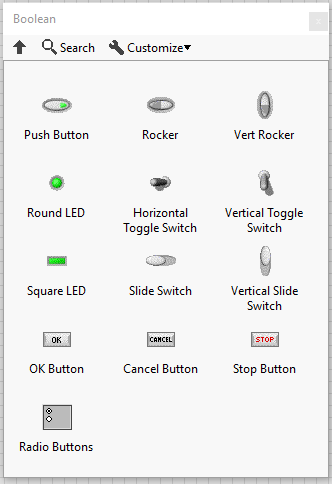 Boolean
Search Customize
Push Button Rocker Vert Rocker
Round LED Horizontal Toggle Switch Vertical Toggle Switch
Square LED Slide Switch Vertical Slide Switch
OK CANCEL STOP
OK Button Cancel Button Stop Button
Radio Buttons